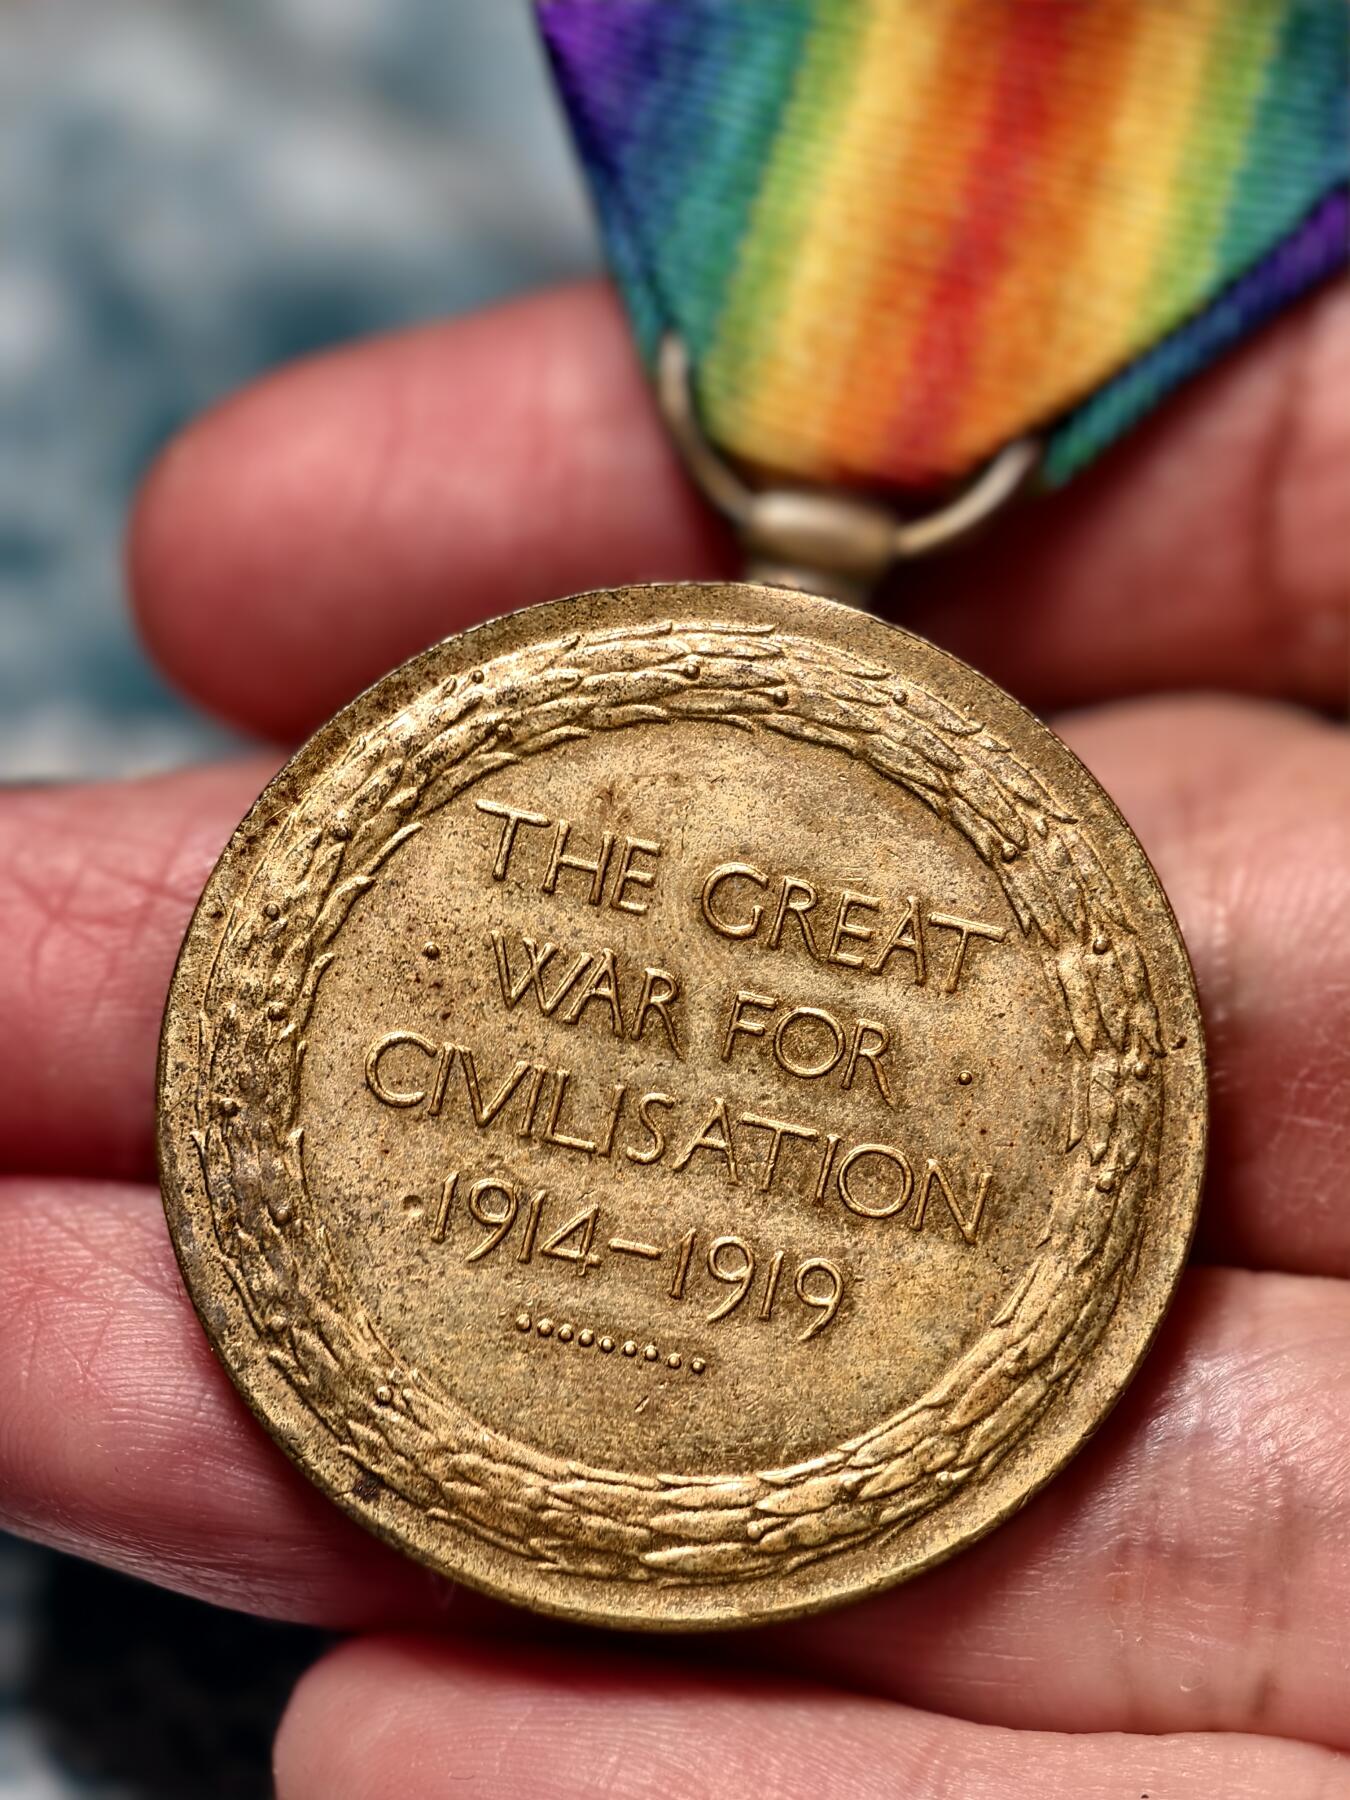 THE GREAT
WAR FOR
CIVILISATION
1914-1919